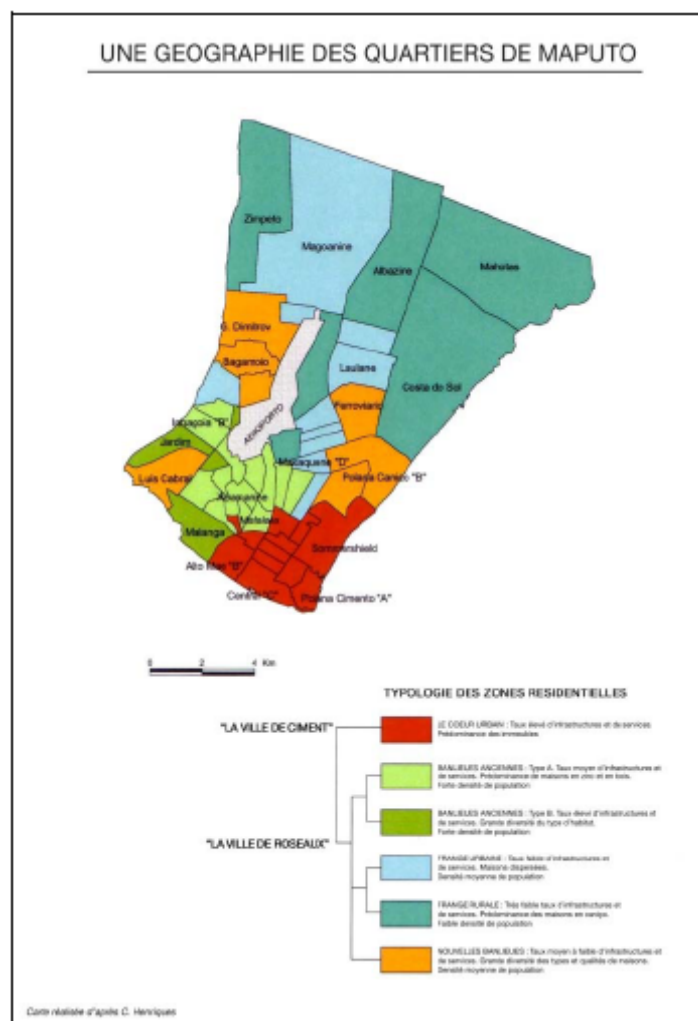 UNE GEOGRAPHIE DES QUARTIERS DE MAPUTO
Zimpeto
Magoanine
Albazine
Mahotas
G. Dimitrov
Bagamoio
Laulane
Costa do Sol
Ferroviario
AEROPORTO
Inhagoia "B"
Jardim
Mavalane "D"
Luis Cabral
Polana Canico "B"
Malanga
Sommershield
Alto Mae "B"
Central "C"
Polana Cimento "A"
0 2 4 Km
TYPOLOGIE DES ZONES RESIDENTIELLES
"LA VILLE DE CIMENT"
LE COEUR URBAIN : Taux élevé d'infrastructures et de services.
Prédominance des immeubles
BANLIEUES ANCIENNES : Type A. Taux moyen d'infrastructures et
de services. Prédominance de maisons en zinc et en bois.
Forte densité de population
BANLIEUES ANCIENNES : Type B. Taux élevé d'infrastructures et
de services. Grande diversité du type d'habitat.
Forte densité de population
"LA VILLE DE ROSEAUX"
FRANGE URBAINE : Taux faible d'infrastructures et
de services. Maisons dispersées.
Densité moyenne de population
FRANGE RURALE : Très faible taux d'infrastructures et de
services. Prédominance des maisons en caniço.
Faible densité de population
NOUVELLES BANLIEUES : Taux moyen à faible d'infrastructures et
de services. Grande diversité des types et qualités de maisons.
Densité moyenne de population
Carte réalisée d'après C. Henriques